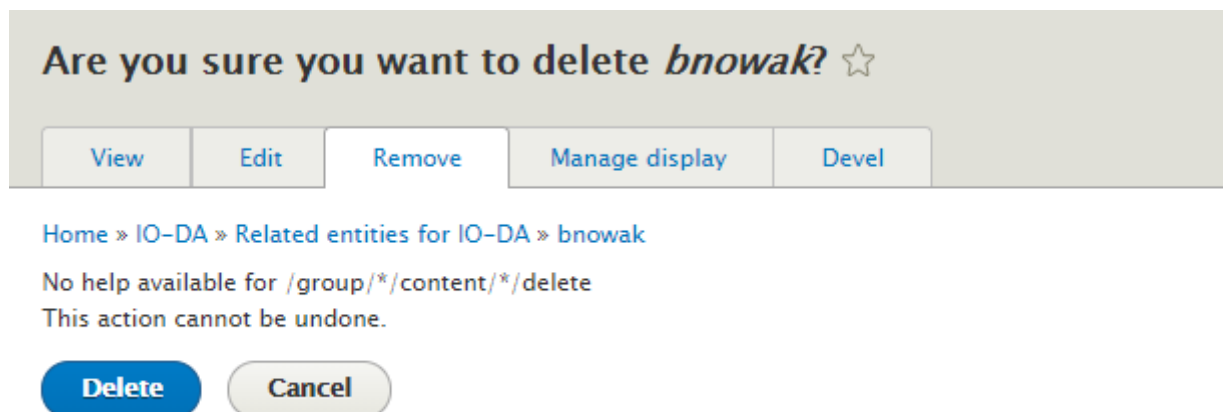 Are you sure you want to delete bnowak? ☆
View Edit Remove Manage display Devel
Home » IO-DA » Related entities for IO-DA » bnowak
No help available for /group/*/content/*/delete
This action cannot be undone.
Delete Cancel